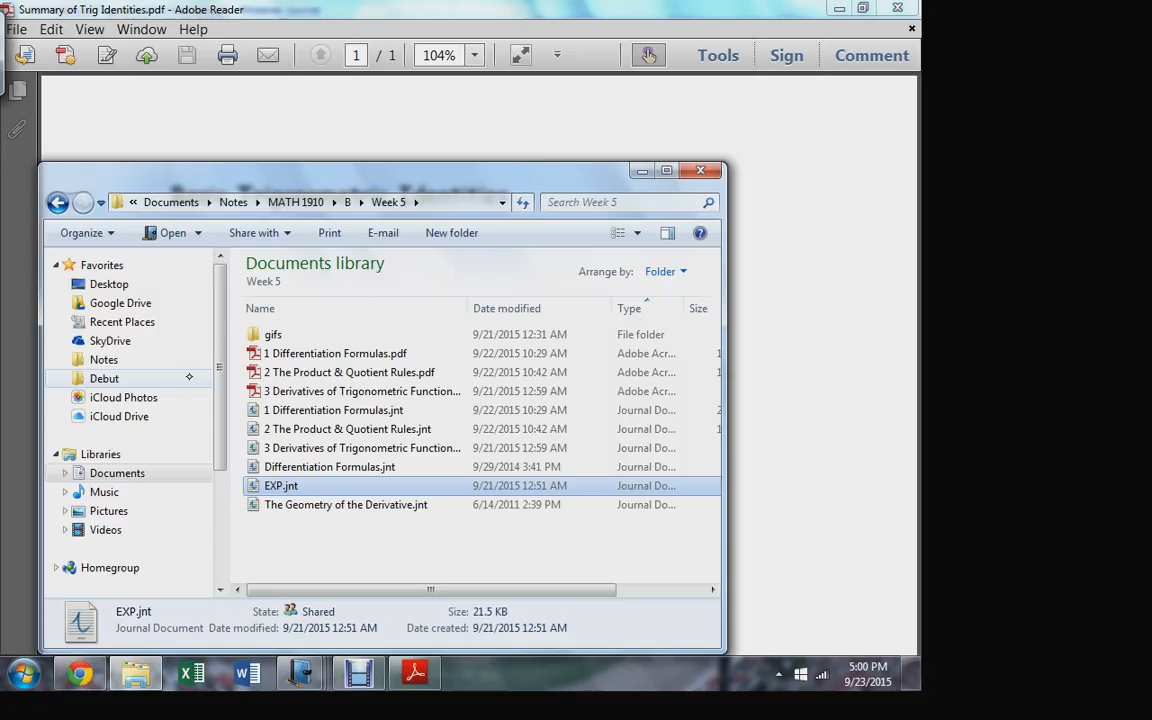 Summary of Trig Identities.pdf - Adobe Reader
File Edit View Window Help
1 / 1 104% Tools Sign Comment
Basic Trigonometric Identities
« Documents Notes MATH 1910 B Week 5 Search Week 5
Organize Open Share with Print E-mail New folder
Favorites
Desktop
Google Drive
Recent Places
SkyDrive
Notes
Debut
iCloud Photos
iCloud Drive
Libraries
Documents
Music
Pictures
Videos
Homegroup
Documents library
Week 5
Arrange by: Folder
Name Date modified Type Size
gifs 9/21/2015 12:31 AM File folder
1 Differentiation Formulas.pdf 9/22/2015 10:29 AM Adobe Acr... 1
2 The Product & Quotient Rules.pdf 9/22/2015 10:42 AM Adobe Acr... 1
3 Derivatives of Trigonometric Function... 9/21/2015 12:59 AM Adobe Acr...
1 Differentiation Formulas.jnt 9/22/2015 10:29 AM Journal Do... 2
2 The Product & Quotient Rules.jnt 9/22/2015 10:42 AM Journal Do... 1
3 Derivatives of Trigonometric Function... 9/21/2015 12:59 AM Journal Do...
Differentiation Formulas.jnt 9/29/2014 3:41 PM Journal Do...
EXP.jnt 9/21/2015 12:51 AM Journal Do...
The Geometry of the Derivative.jnt 6/14/2011 2:39 PM Journal Do...
EXP.jnt State: Shared Size: 21.5 KB
Journal Document Date modified: 9/21/2015 12:51 AM Date created: 9/21/2015 12:51 AM
5:00 PM
9/23/2015